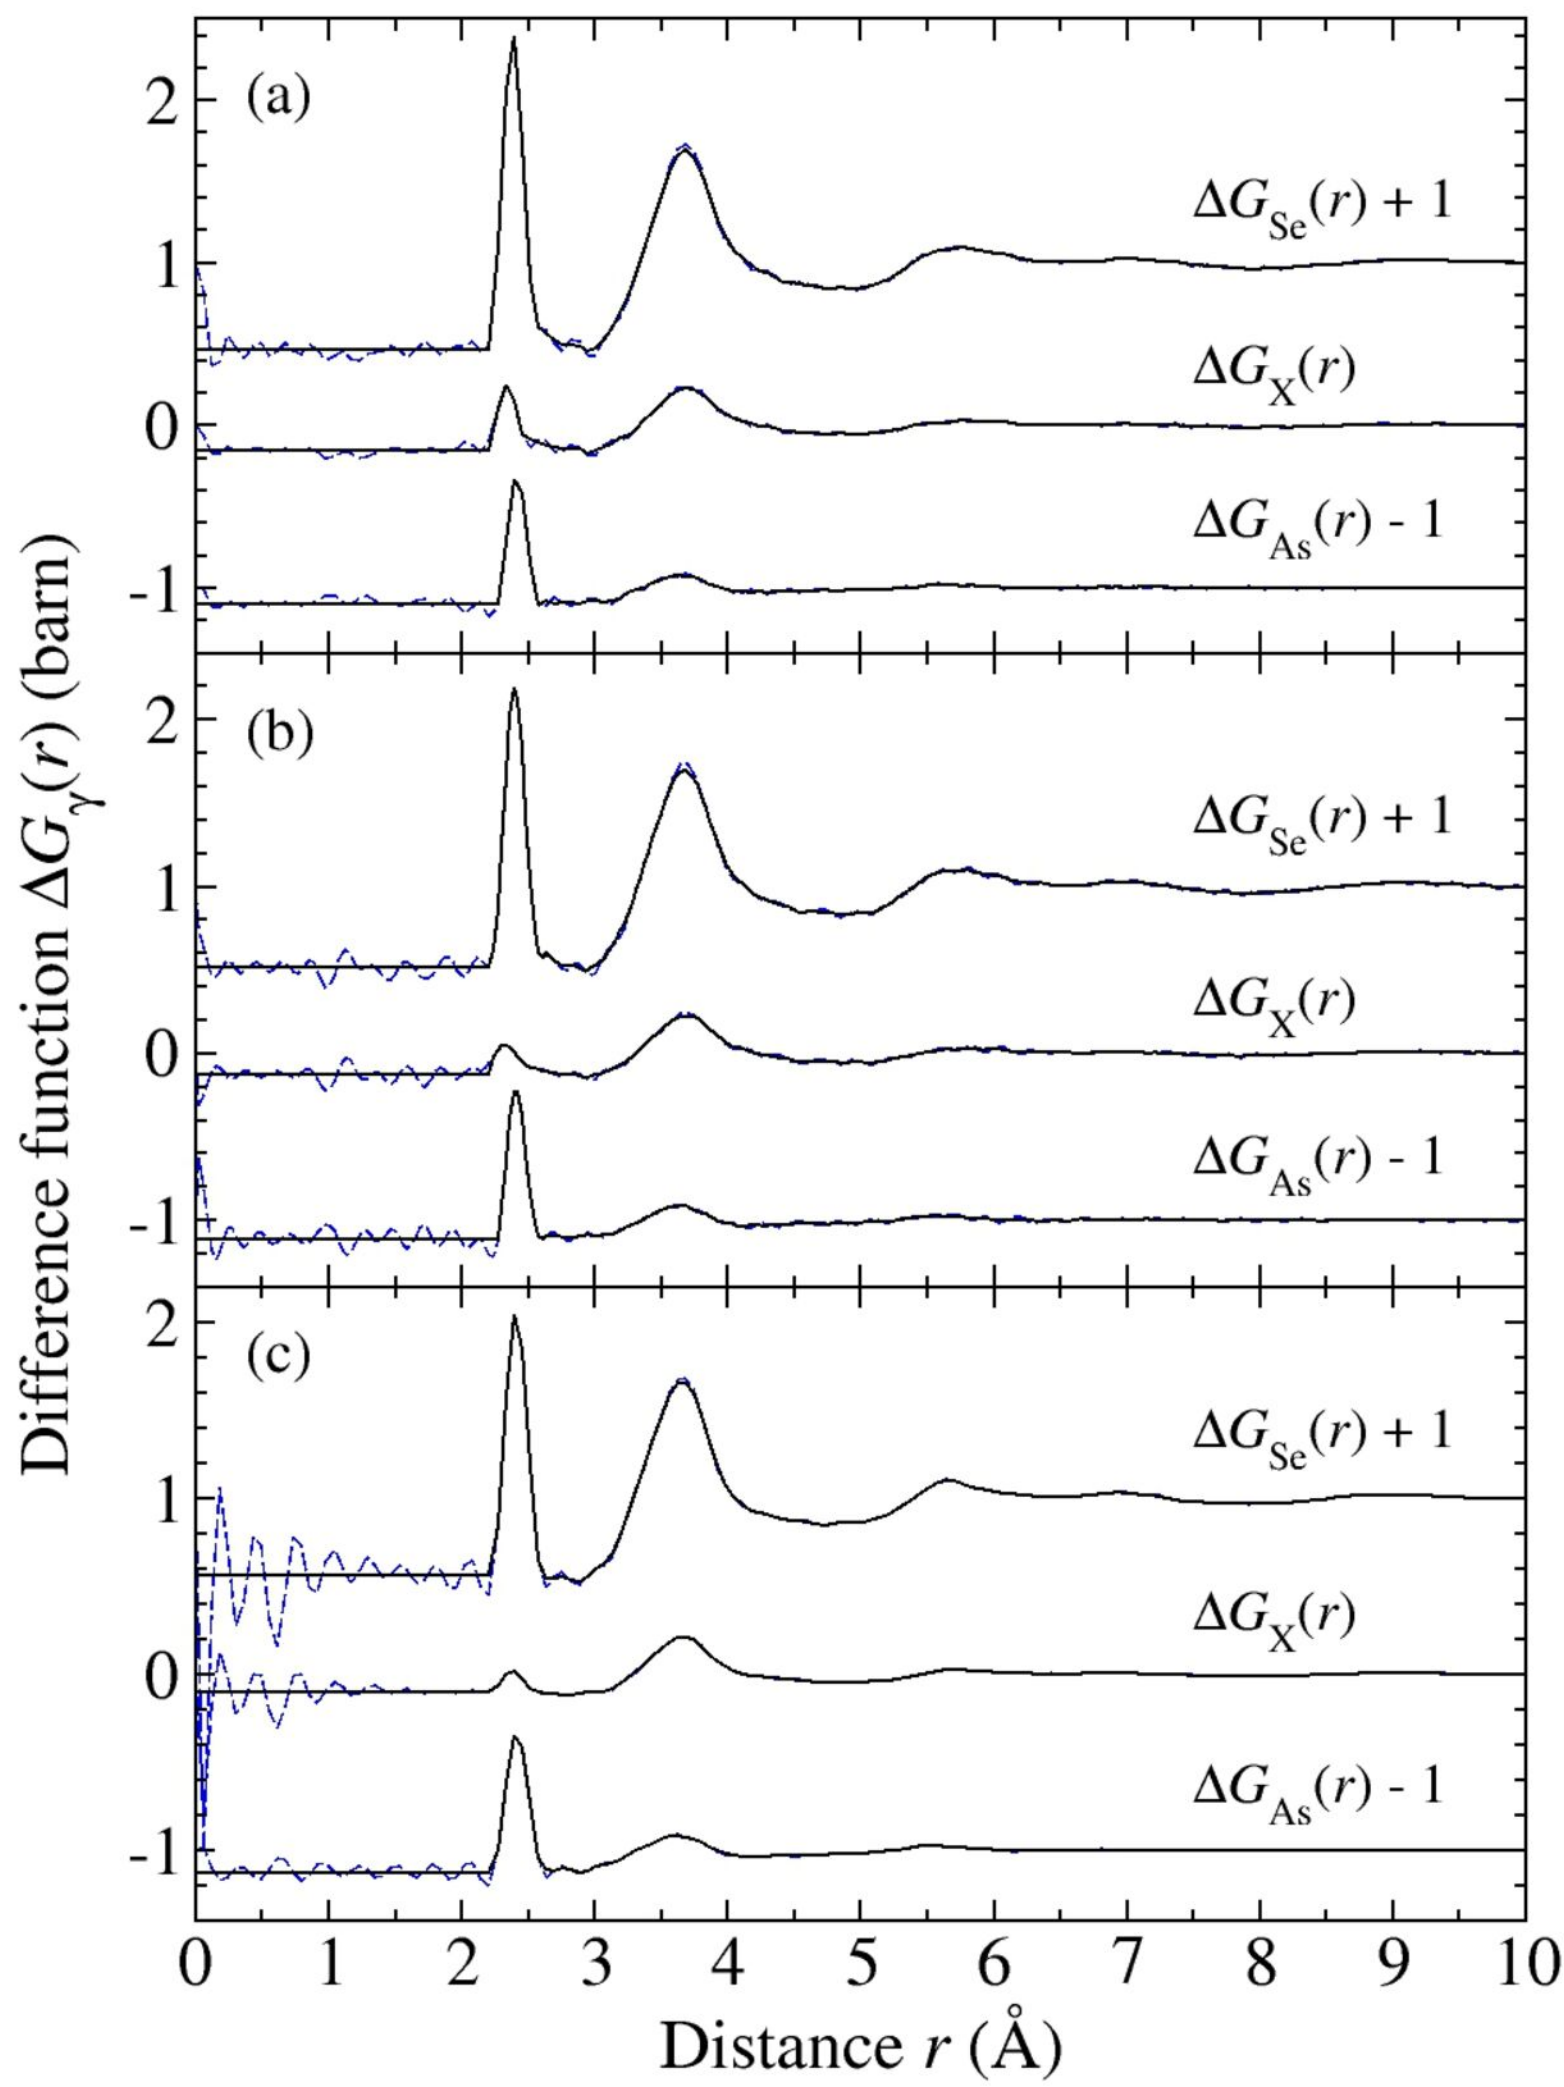 (a)
2
1
0
-1
ΔG_Se(r) + 1
ΔG_X(r)
ΔG_As(r) - 1
(b)
2
1
0
-1
ΔG_Se(r) + 1
ΔG_X(r)
ΔG_As(r) - 1
(c)
2
1
0
-1
ΔG_Se(r) + 1
ΔG_X(r)
ΔG_As(r) - 1
Difference function ΔG_γ(r) (barn)
0 1 2 3 4 5 6 7 8 9 10
Distance r (Å)